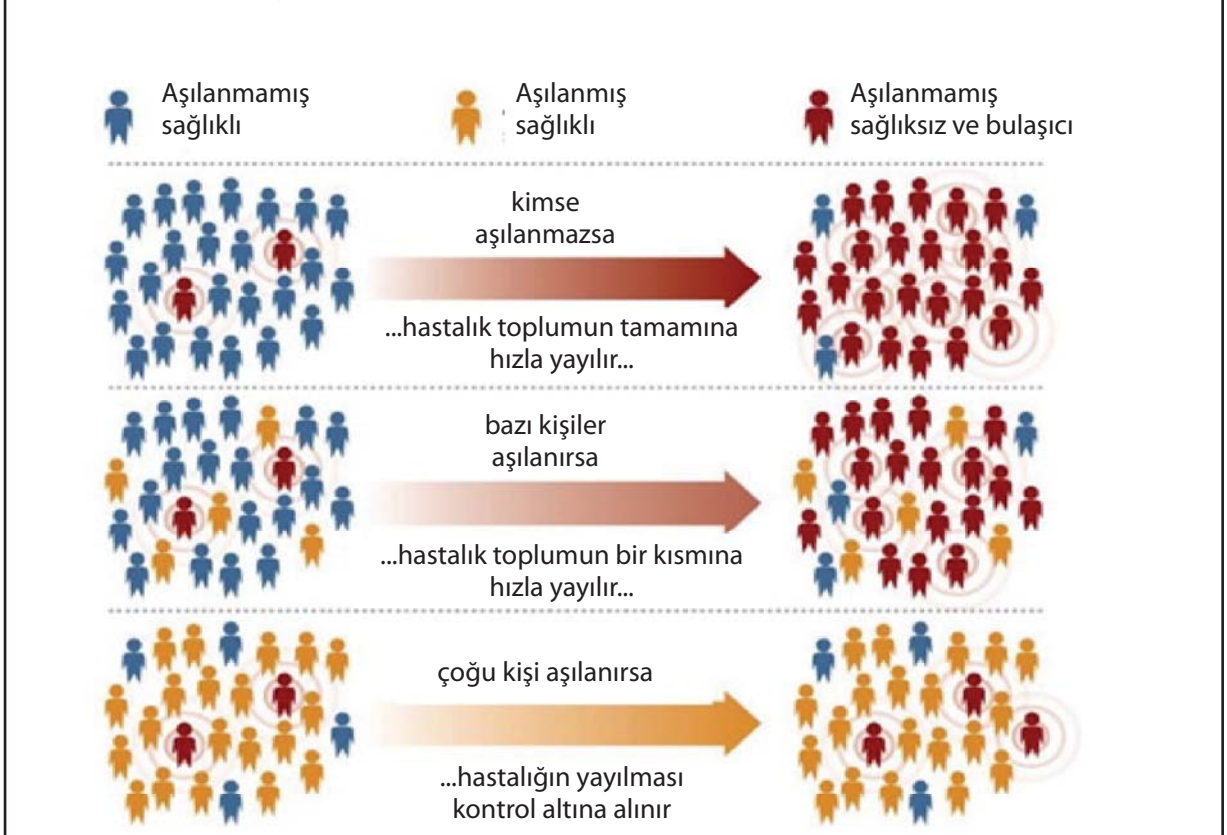 Aşılanmamış
sağlıklı
Aşılanmış
sağlıklı
Aşılanmamış
sağlıksız ve bulaşıcı
kimse
aşılanmazsa
...hastalık toplumun tamamına
hızla yayılır...
bazı kişiler
aşılanırsa
...hastalık toplumun bir kısmına
hızla yayılır...
çoğu kişi aşılanırsa
...hastalığın yayılması
kontrol altına alınır